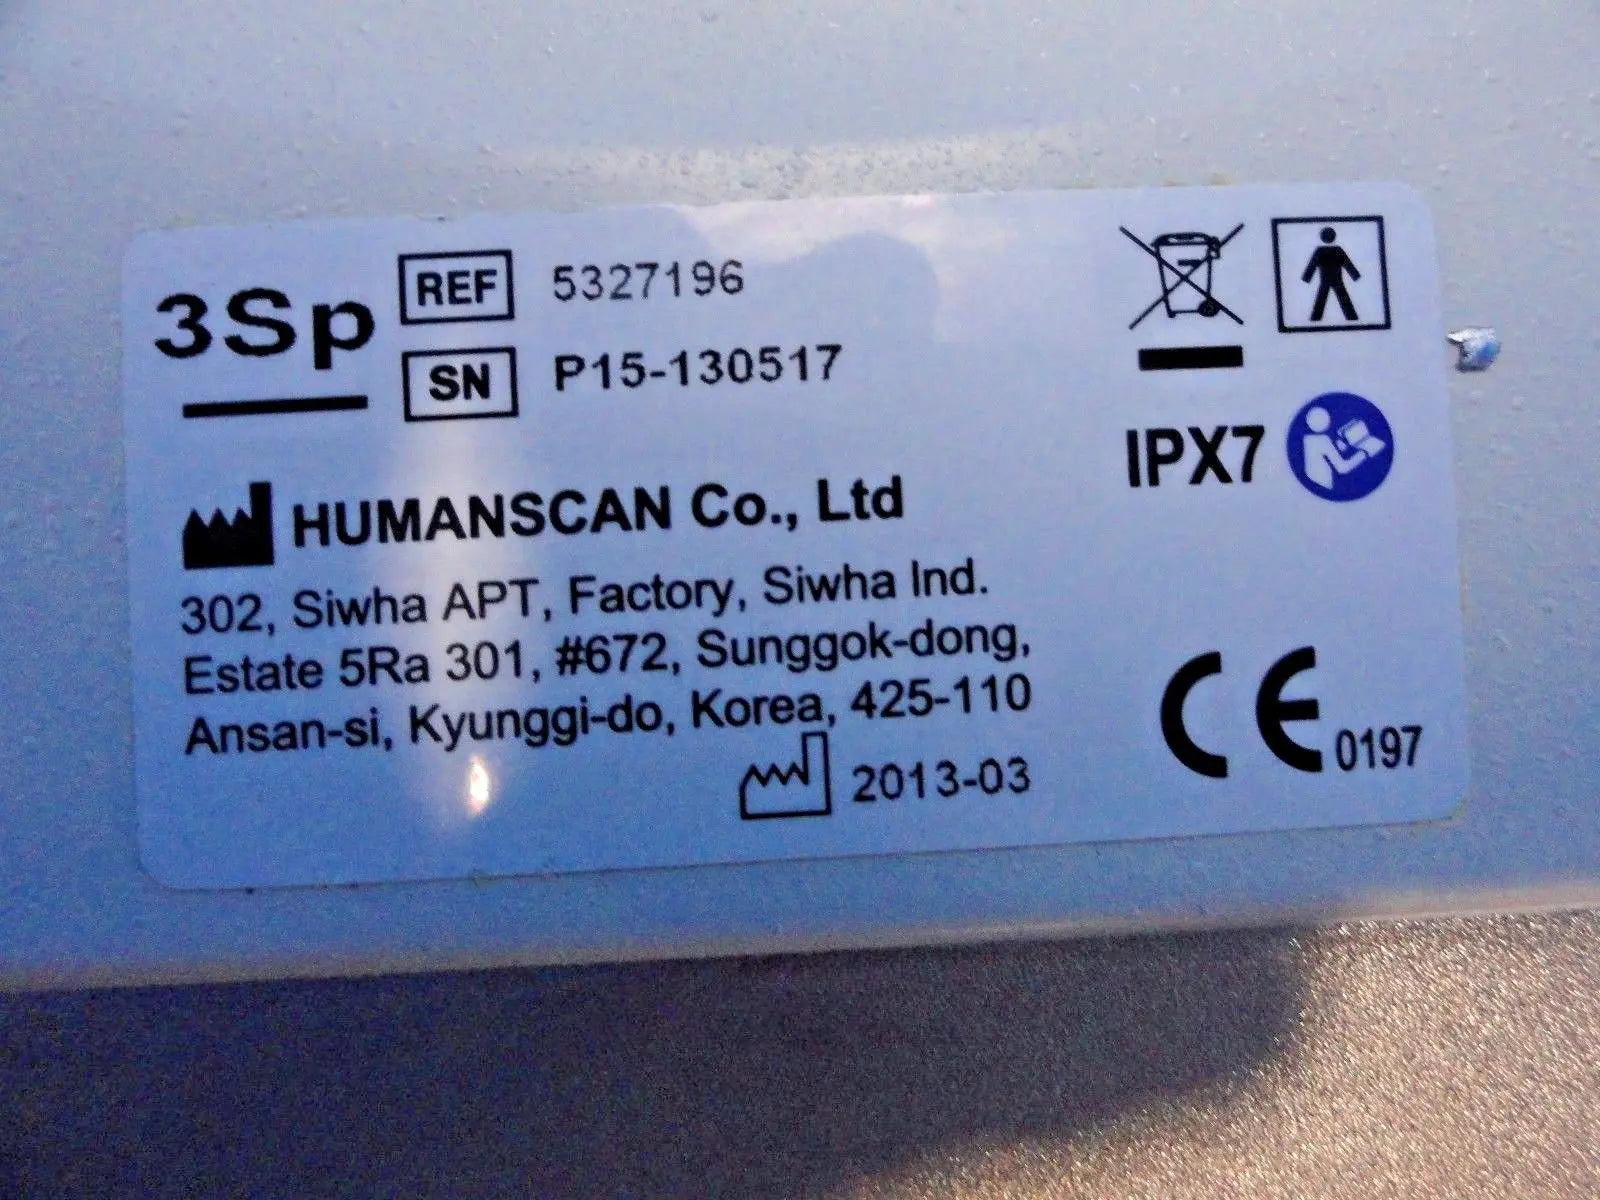 3Sp REF 5327196
SN P15-130517
IPX7
HUMANSCAN Co., Ltd
302, Siwha APT, Factory, Siwha Ind.
Estate 5Ra 301, #672, Sunggok-dong,
Ansan-si, Kyunggi-do, Korea, 425-110
2013-03
CE 0197